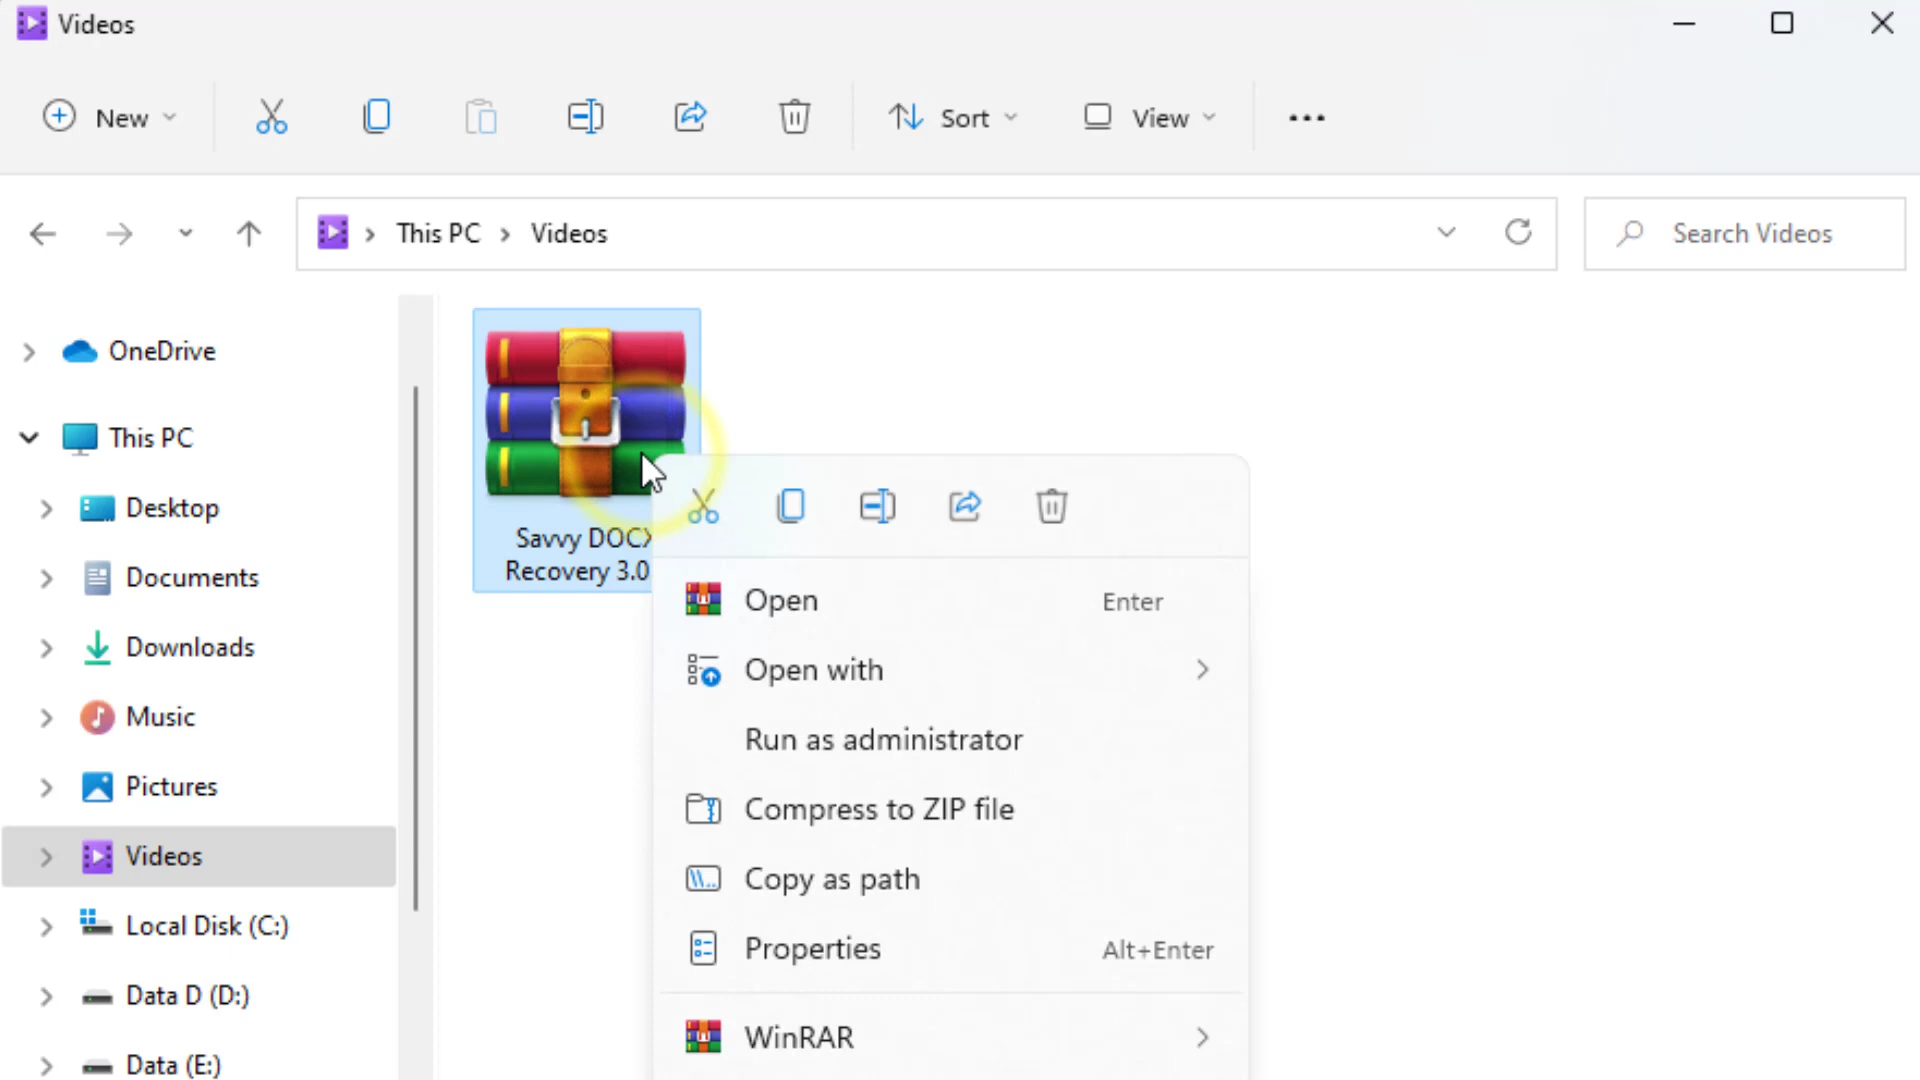 Videos
New
Sort
View
This PC
Videos
Search Videos
OneDrive
This PC
Desktop
Documents
Downloads
Music
Pictures
Videos
Local Disk (C:)
Data D (D:)
Data (E:)
Savvy DOCX
Recovery 3.0
Open Enter
Open with
Run as administrator
Compress to ZIP file
Copy as path
Properties Alt+Enter
WinRAR